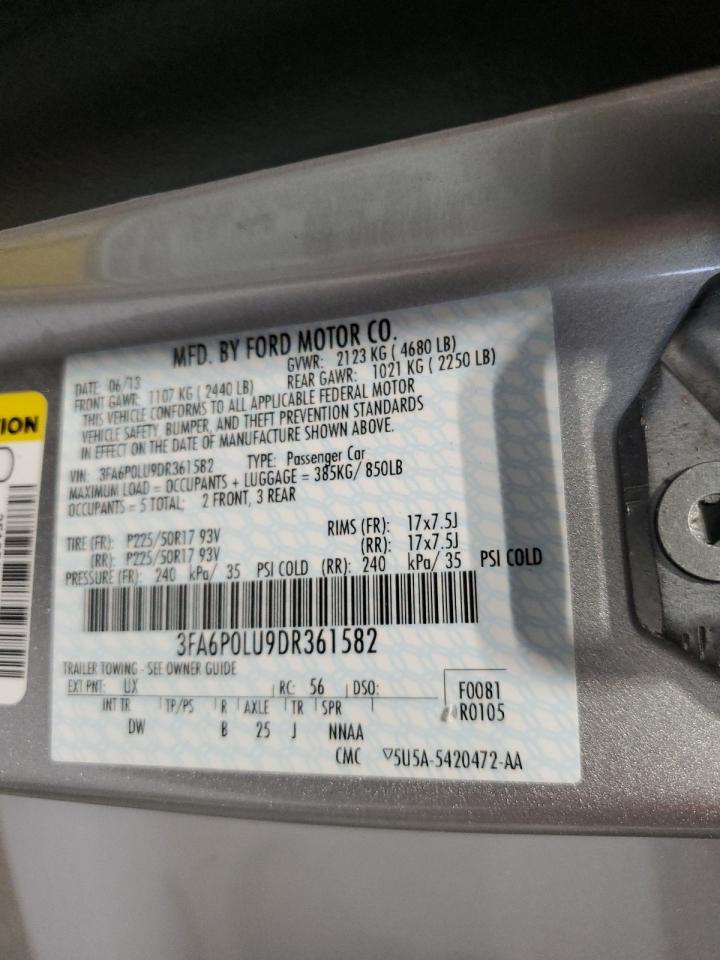 MFD. BY FORD MOTOR CO.
DATE 06/13 GVWR: 2123 KG ( 4680 LB)
FRONT GAWR: 1107 KG ( 2440 LB) REAR GAWR: 1021 KG ( 2250 LB)
THIS VEHICLE CONFORMS TO ALL APPLICABLE FEDERAL MOTOR
VEHICLE SAFETY, BUMPER, AND THEFT PREVENTION STANDARDS
IN EFFECT ON THE DATE OF MANUFACTURE SHOWN ABOVE.
VIN: 3FA6P0LU9DR361582 TYPE: Passenger Car
MAXIMUM LOAD = OCCUPANTS + LUGGAGE = 385KG/ 850LB
OCCUPANTS = 5 TOTAL; 2 FRONT, 3 REAR
TIRE (FR): P225/50R17 93V RIMS (FR): 17x7.5J
(RR): P225/50R17 93V (RR): 17x7.5J
PRESSURE (FR): 240 kPa/ 35 PSI COLD (RR): 240 kPa/ 35 PSI COLD
3FA6P0LU9DR361582
TRAILER TOWING - SEE OWNER GUIDE
EXT PNT: UX RC: 56 DSO: F0081
INT TR TP/PS R AXLE TR SPR R0105
DW B 25 J NNAA
CMC ▽5U5A-5420472-AA
TION